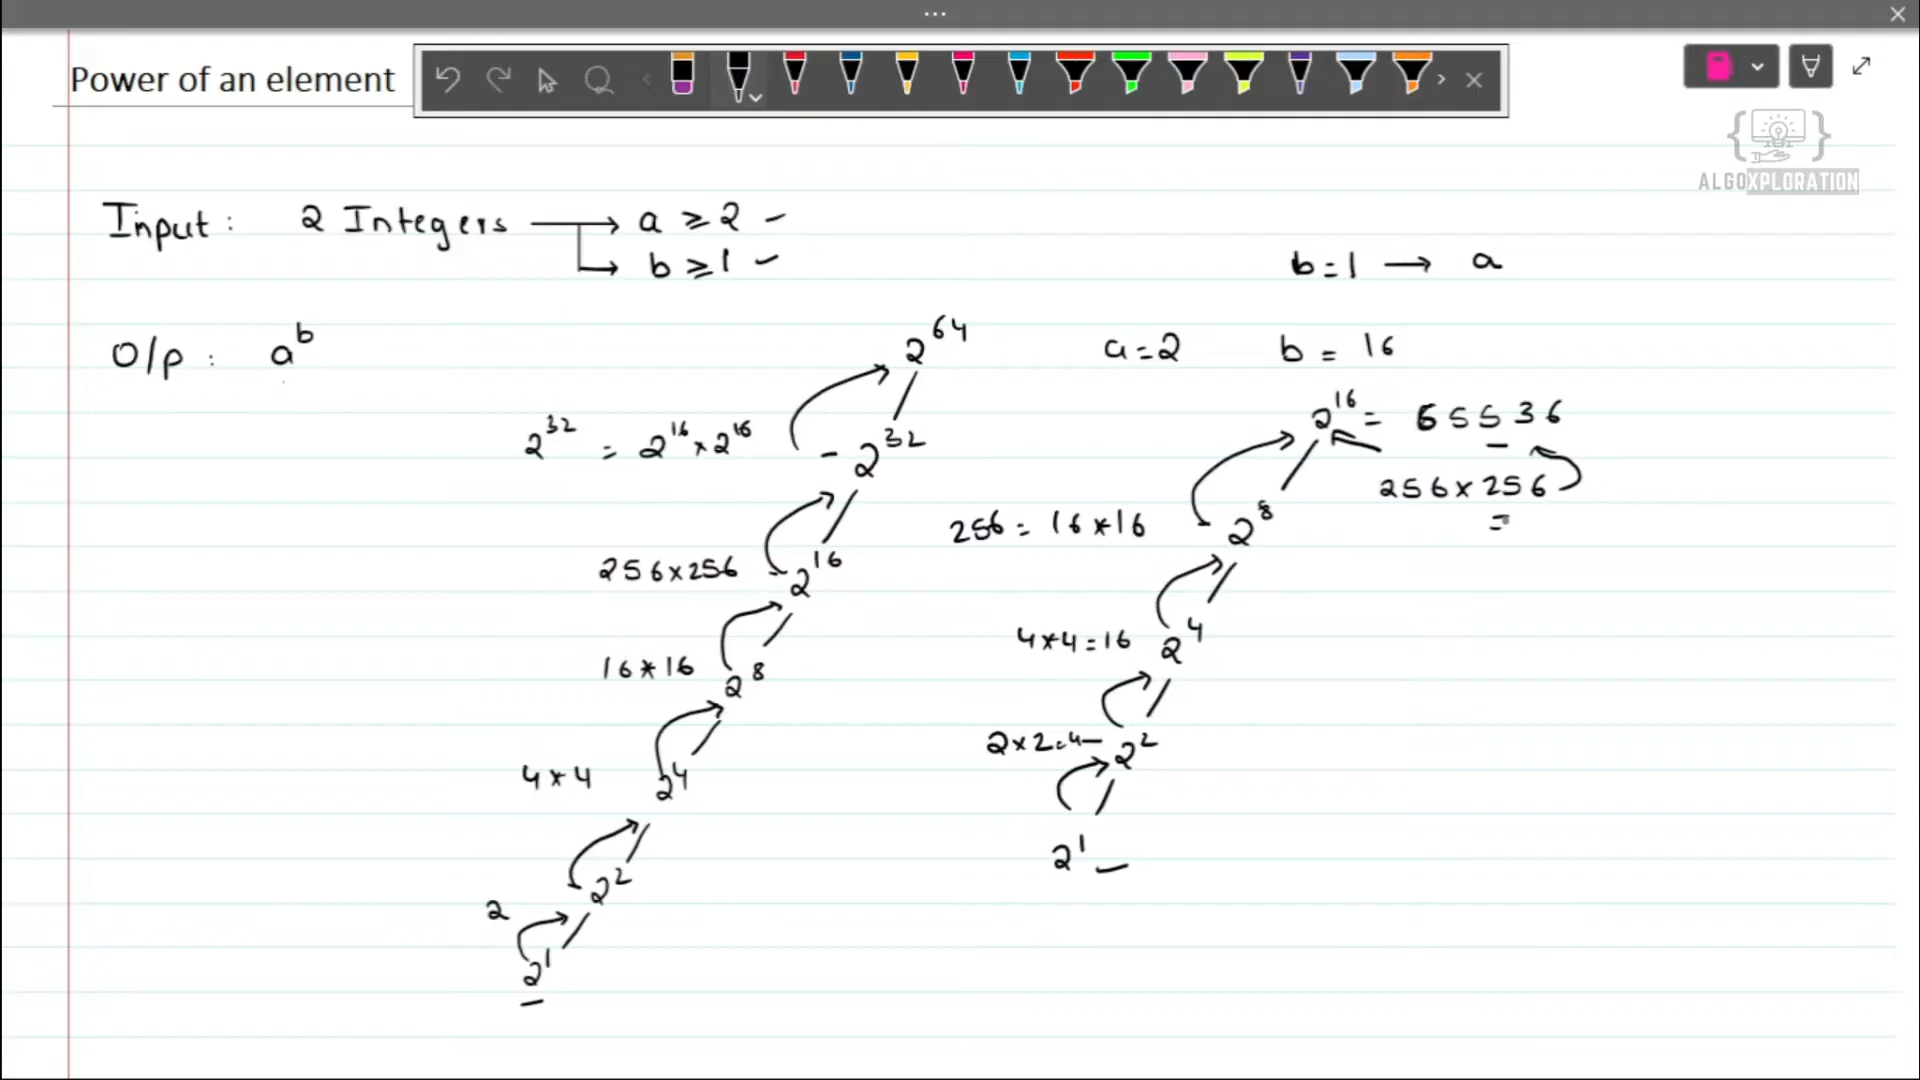 Power of an element
ALGOXPLORATION
Input : 2 Integers → a ≥ 2 -
→ b ≥ 1 -
b = 1 → a
O/p : a^b
2^64
a = 2 b = 16
2^16 = 65536
2^32 = 2^16 × 2^16
- 2^32
256 × 256
=
256 = 16 * 16
2^8
256 × 256
2^16
4 * 4 = 16
2^4
16 * 16
2^8
2 × 2 = 4 -
2^2
4 * 4
2^4
2^1 -
2^2
2
2^1